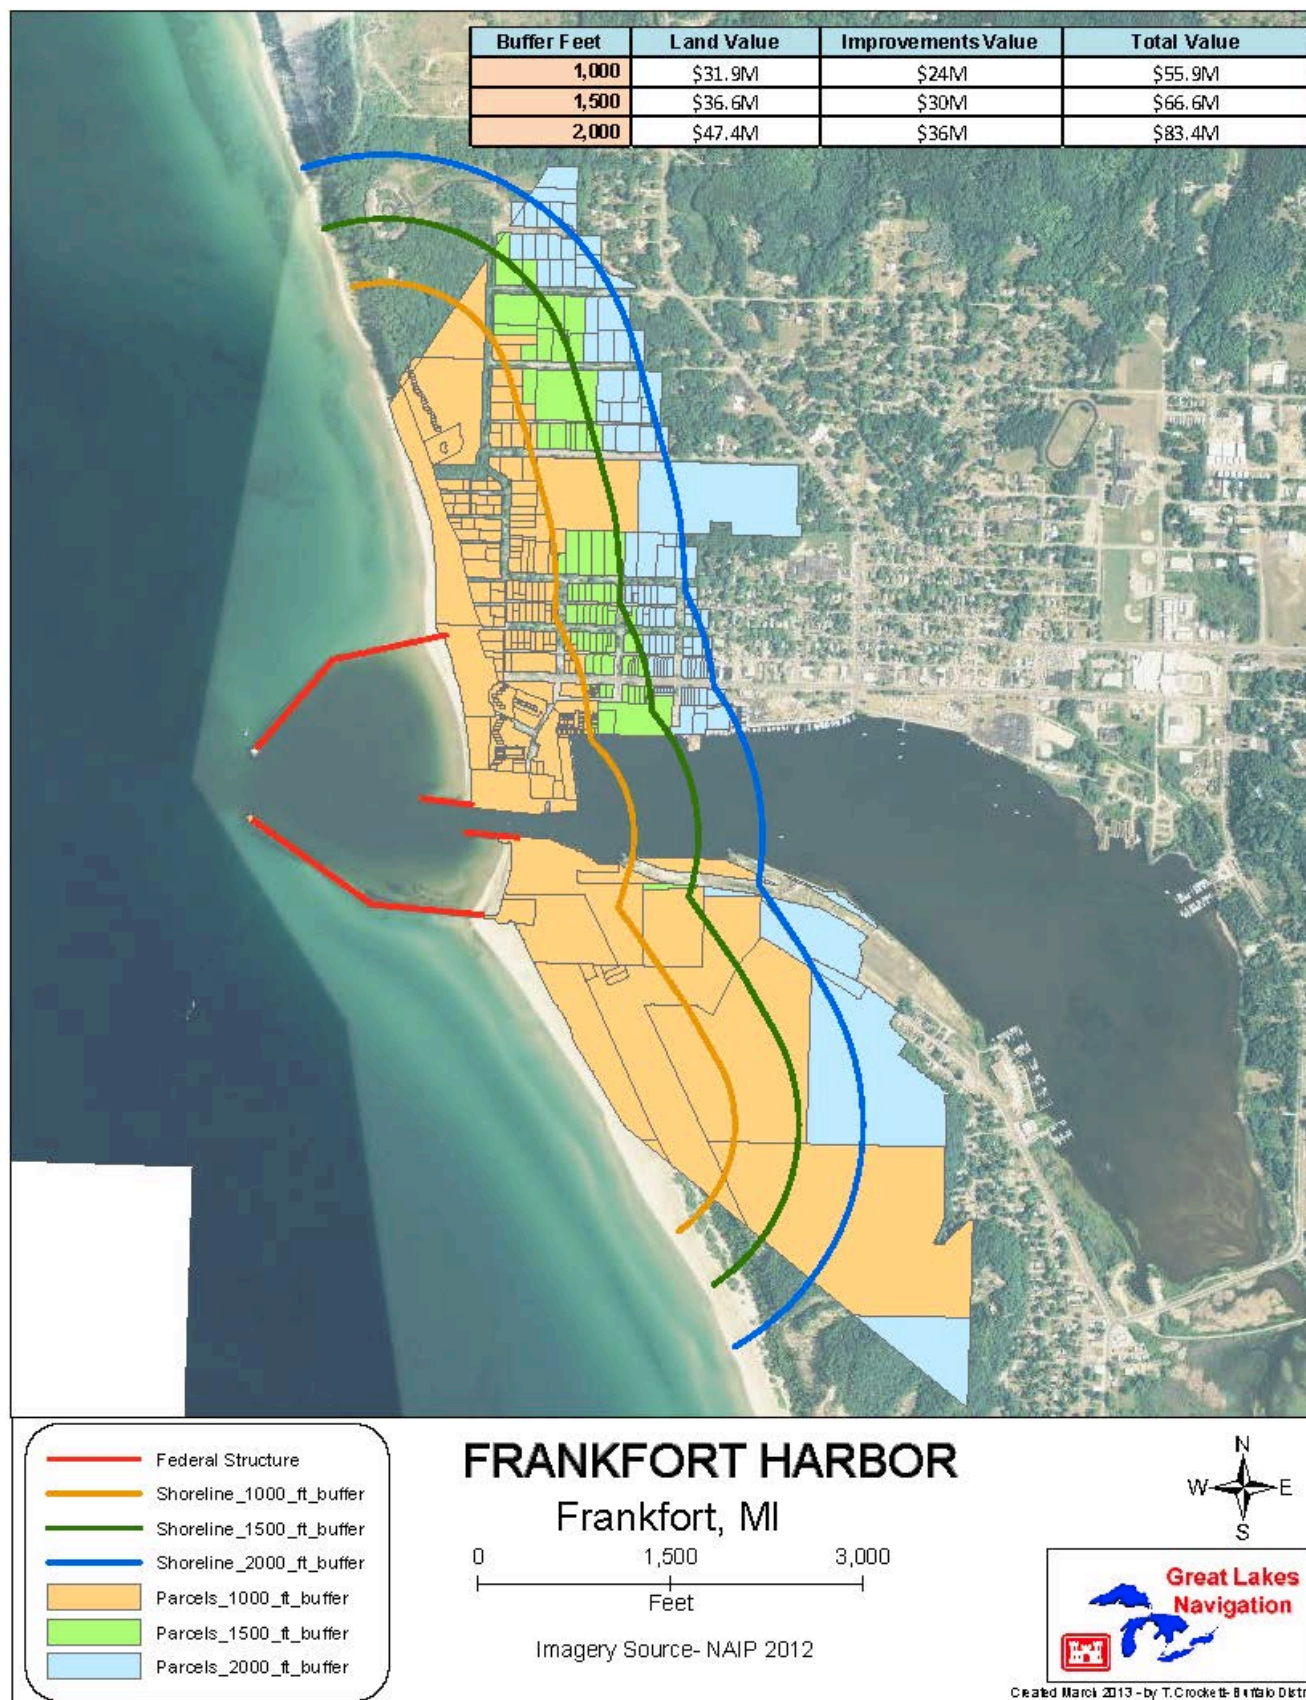 Buffer Feet Land Value Improvements Value Total Value
1,000 $31.9M $24M $55.9M
1,500 $36.6M $30M $66.6M
2,000 $47.4M $36M $83.4M
Federal Structure
Shoreline_1000_ft_buffer
Shoreline_1500_ft_buffer
Shoreline_2000_ft_buffer
Parcels_1000_ft_buffer
Parcels_1500_ft_buffer
Parcels_2000_ft_buffer
FRANKFORT HARBOR
Frankfort, MI
0 1,500 3,000
Feet
Imagery Source- NAIP 2012
N
W E
S
Great Lakes
Navigation
Created March 2013 - by T.Crockett- Buffalo Distr